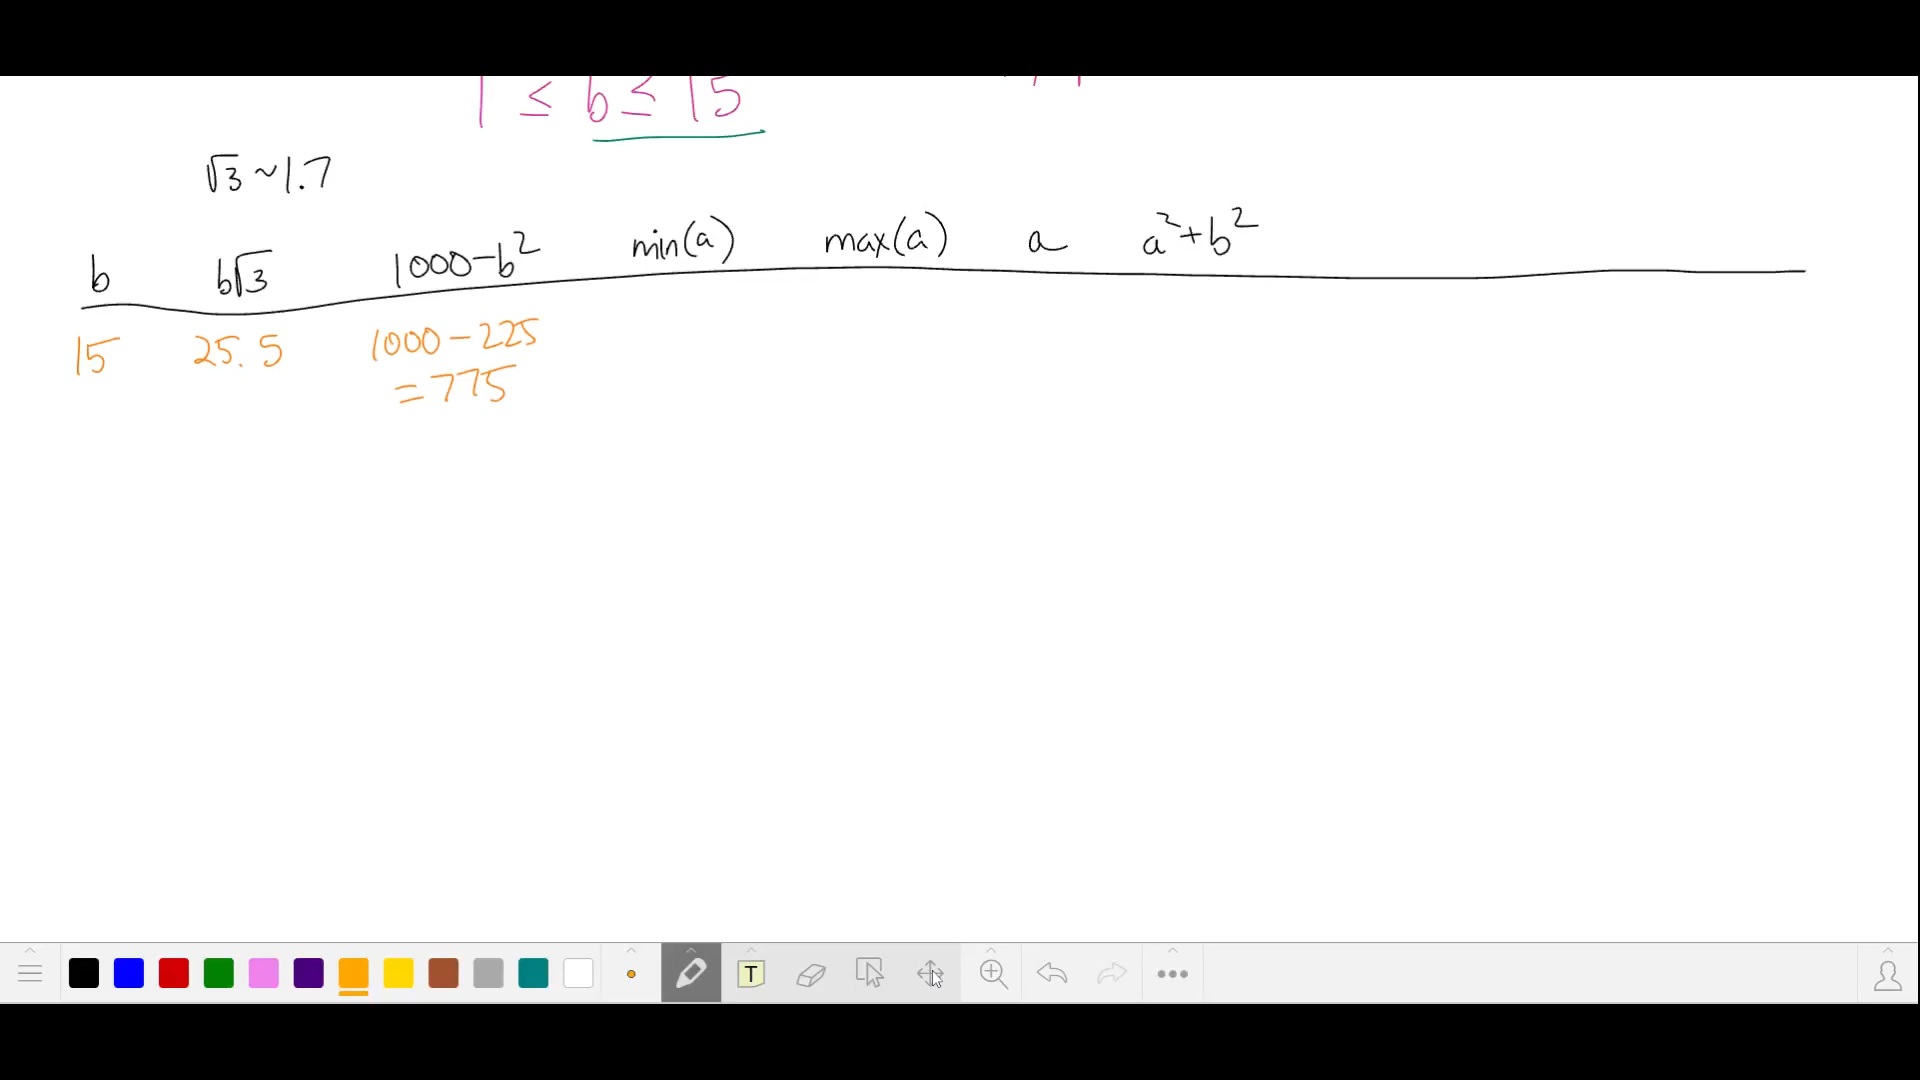 1 ≤ b ≤ 15
√3 ~ 1.7
b b√3 1000-b² min(a) max(a) a a²+b²
15 25.5 1000-225
=775
T